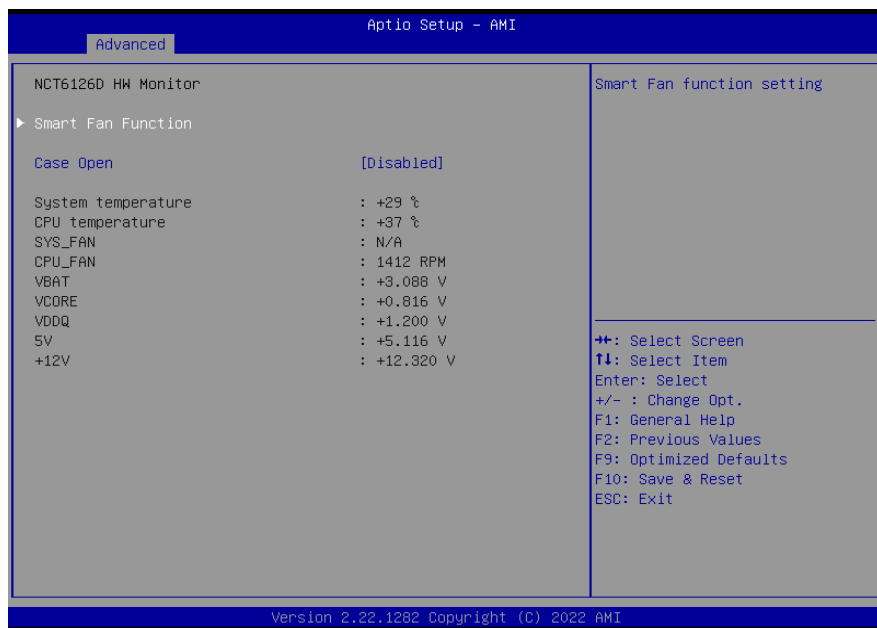 Aptio Setup – AMI
Advanced
NCT6126D HW Monitor
Smart Fan Function
Case Open [Disabled]
System temperature : +29 ℃
CPU temperature : +37 ℃
SYS_FAN : N/A
CPU_FAN : 1412 RPM
VBAT : +3.088 V
VCORE : +0.816 V
VDDQ : +1.200 V
5V : +5.116 V
+12V : +12.320 V
Smart Fan function setting
→←: Select Screen
↑↓: Select Item
Enter: Select
+/- : Change Opt.
F1: General Help
F2: Previous Values
F9: Optimized Defaults
F10: Save & Reset
ESC: Exit
Version 2.22.1282 Copyright (C) 2022 AMI